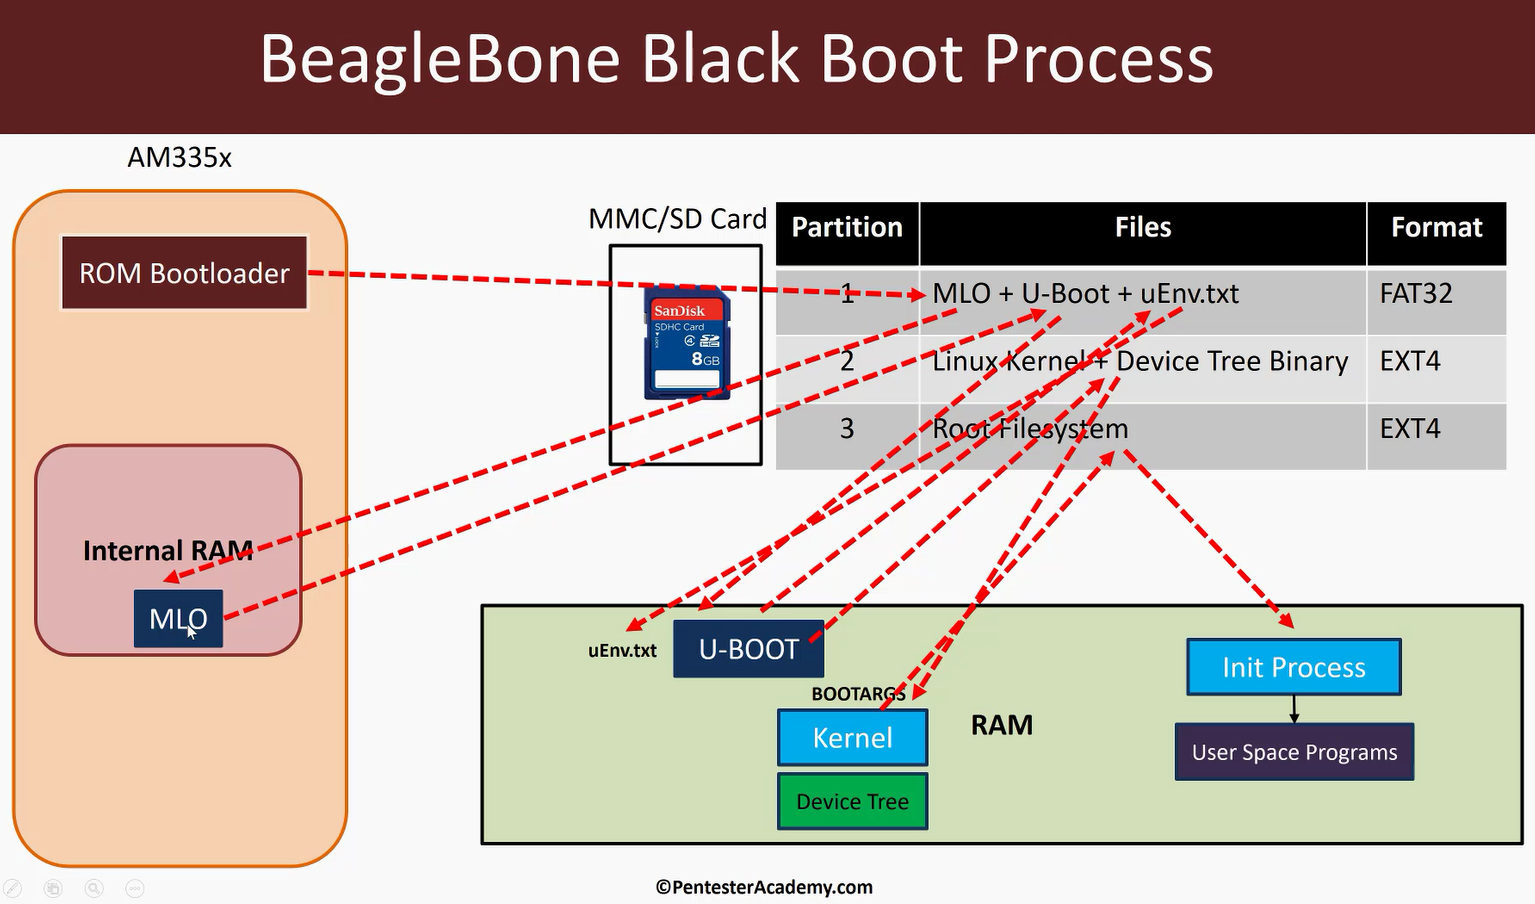 BeagleBone Black Boot Process
AM335x
ROM Bootloader
Internal RAM
MLO
MMC/SD Card
SanDisk
SDHC Card
4
8GB
Partition Files Format
1 MLO + U-Boot + uEnv.txt FAT32
2 Linux Kernel + Device Tree Binary EXT4
3 Root Filesystem EXT4
uEnv.txt
U-BOOT
BOOTARGS
Kernel
Device Tree
RAM
Init Process
User Space Programs
©PentesterAcademy.com